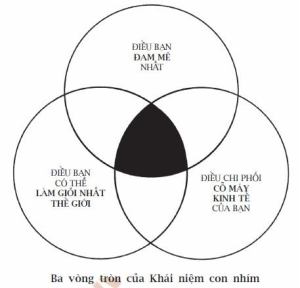 ĐIỀU BẠN
ĐAM MÊ
NHẤT
ĐIỀU BẠN
CÓ THỂ
LÀM GIỎI NHẤT
THẾ GIỚI
ĐIỀU CHI PHỐI
CỖ MÁY
KINH TẾ
CỦA BẠN
Ba vòng tròn của Khái niệm con nhím